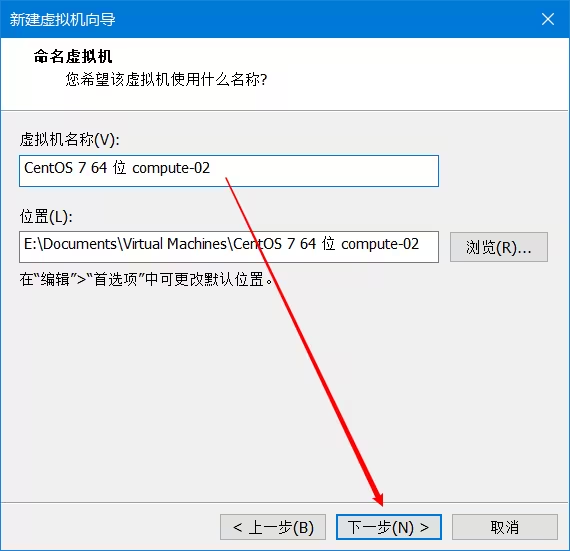 新建虚拟机向导
命名虚拟机
您希望该虚拟机使用什么名称?
虚拟机名称(V):
CentOS 7 64 位 compute-02
位置(L):
E:\Documents\Virtual Machines\CentOS 7 64 位 compute-02
浏览(R)...
在“编辑”>“首选项”中可更改默认位置。
< 上一步(B)
下一步(N) >
取消